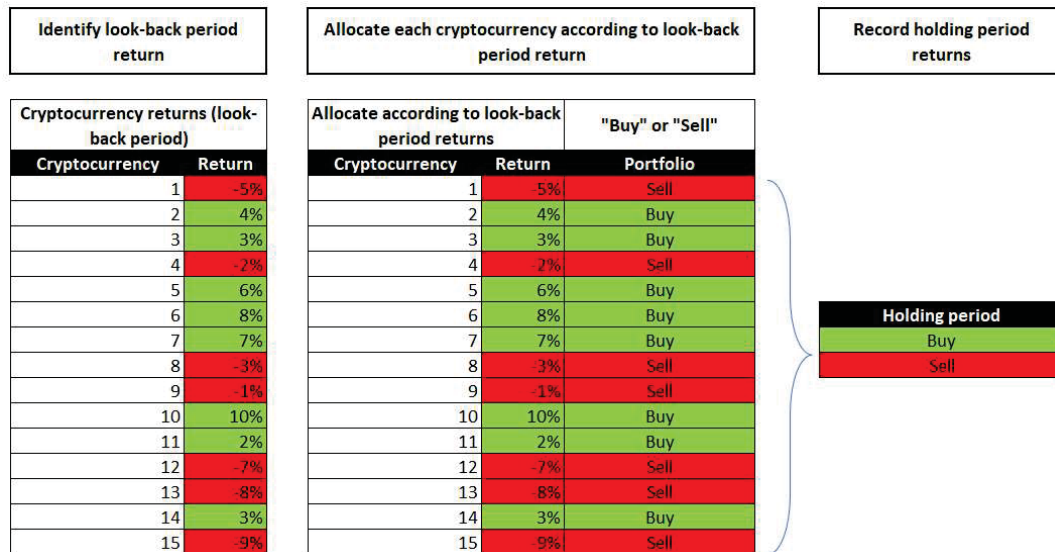 Identify look-back period
return
Allocate each cryptocurrency according to look-back
period return
Record holding period
returns
Cryptocurrency returns (look-
back period)
Cryptocurrency Return
1 -5%
2 4%
3 3%
4 -2%
5 6%
6 8%
7 7%
8 -3%
9 -1%
10 10%
11 2%
12 -7%
13 -8%
14 3%
15 -9%
Allocate according to look-back
period returns
"Buy" or "Sell"
Cryptocurrency Return Portfolio
1 -5% Sell
2 4% Buy
3 3% Buy
4 -2% Sell
5 6% Buy
6 8% Buy
7 7% Buy
8 -3% Sell
9 -1% Sell
10 10% Buy
11 2% Buy
12 -7% Sell
13 -8% Sell
14 3% Buy
15 -9% Sell
Holding period
Buy
Sell